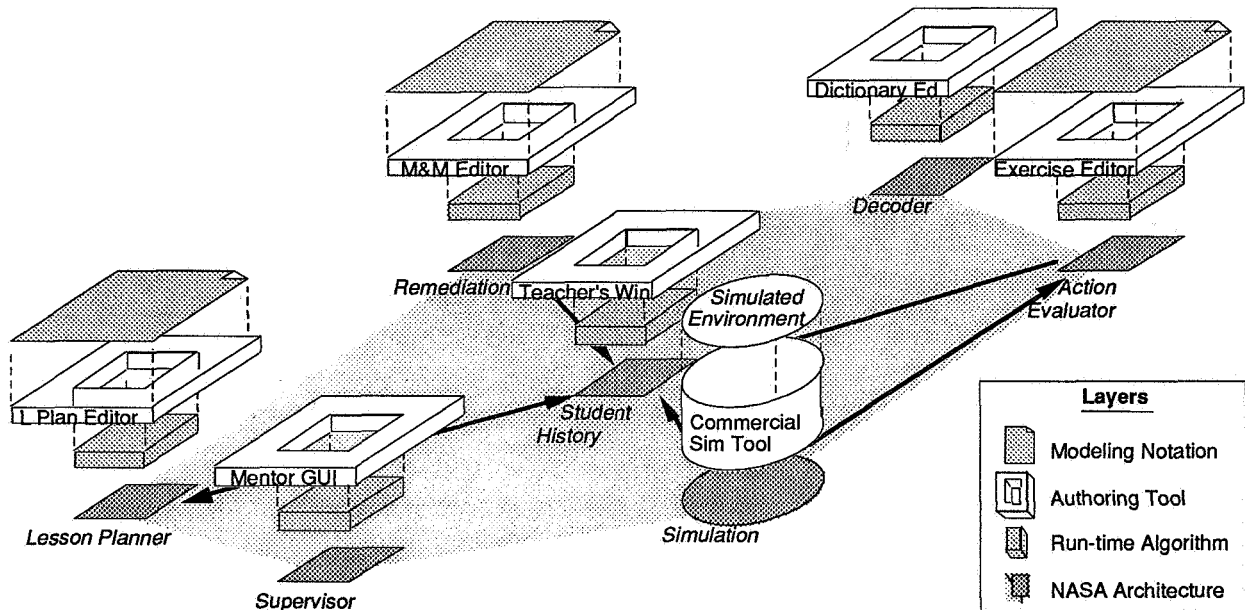 Dictionary Ed
M&M Editor
Exercise Editor
Decoder
Remediation
Teacher's Win
Simulated
Environment
Action
Evaluator
L Plan Editor
Student
History
Commercial
Sim Tool
Mentor GUI
Lesson Planner
Simulation
Supervisor
Layers
Modeling Notation
Authoring Tool
Run-time Algorithm
NASA Architecture